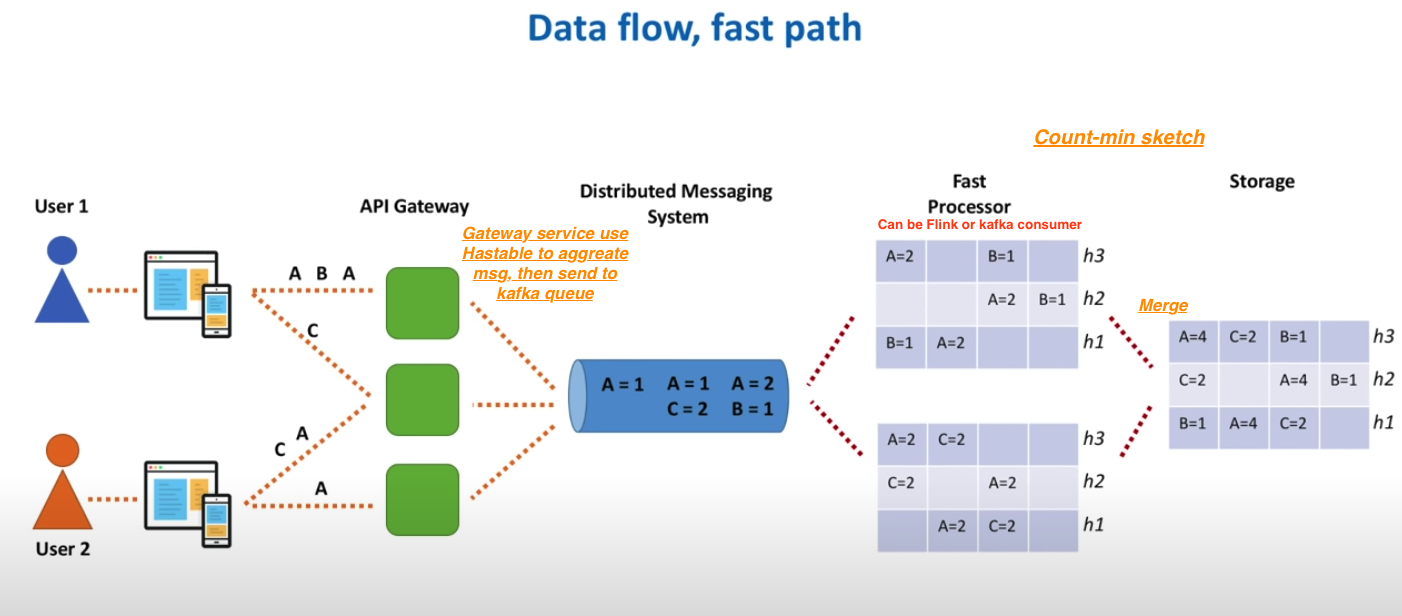 Data flow, fast path
Count-min sketch
User 1
API Gateway
Distributed Messaging
System
Fast
Processor
Storage
Can be Flink or kafka consumer
Gateway service use
Hastable to aggreate
msg, then send to
kafka queue
A B A
C
A
C
A
A = 1 A = 1 A = 2
C = 2 B = 1
A=2 B=1 h3
A=2 B=1 h2
B=1 A=2 h1
A=2 C=2 h3
C=2 A=2 h2
A=2 C=2 h1
Merge
A=4 C=2 B=1 h3
C=2 A=4 B=1 h2
B=1 A=4 C=2 h1
User 2